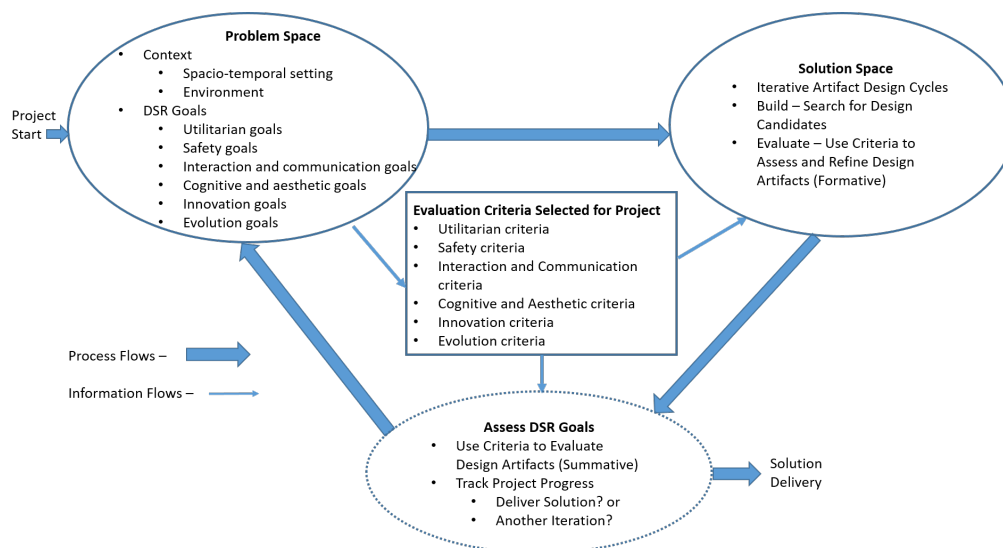 Problem Space
• Context
• Spacio-temporal setting
• Environment
• DSR Goals
• Utilitarian goals
• Safety goals
• Interaction and communication goals
• Cognitive and aesthetic goals
• Innovation goals
• Evolution goals
Project
Start
Solution Space
• Iterative Artifact Design Cycles
• Build – Search for Design
Candidates
• Evaluate – Use Criteria to
Assess and Refine Design
Artifacts (Formative)
Evaluation Criteria Selected for Project
• Utilitarian criteria
• Safety criteria
• Interaction and Communication
criteria
• Cognitive and Aesthetic criteria
• Innovation criteria
• Evolution criteria
Process Flows –
Information Flows –
Assess DSR Goals
• Use Criteria to Evaluate
Design Artifacts (Summative)
• Track Project Progress
• Deliver Solution? or
• Another Iteration?
Solution
Delivery